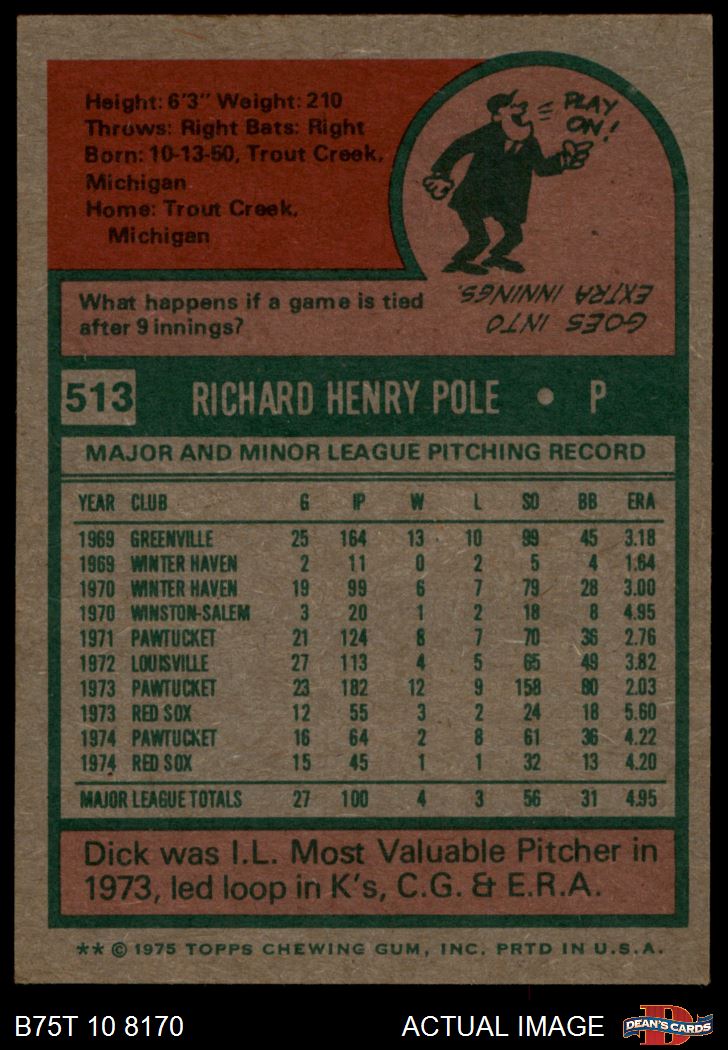 Height: 6'3" Weight: 210
Throws: Right Bats: Right
Born: 10-13-50, Trout Creek,
Michigan
Home: Trout Creek,
Michigan
PLAY
ON!
What happens if a game is tied
after 9 innings?
GOES INTO
EXTRA INNINGS.
513 RICHARD HENRY POLE • P
MAJOR AND MINOR LEAGUE PITCHING RECORD
YEAR CLUB G IP W L SO BB ERA
1969 GREENVILLE 25 164 13 10 99 45 3.18
1969 WINTER HAVEN 2 11 0 2 5 4 1.64
1970 WINTER HAVEN 19 99 6 7 79 28 3.00
1970 WINSTON-SALEM 3 20 1 2 18 8 4.95
1971 PAWTUCKET 21 124 8 7 70 36 2.76
1972 LOUISVILLE 27 113 4 5 65 49 3.82
1973 PAWTUCKET 23 182 12 9 158 80 2.03
1973 RED SOX 12 55 3 2 24 18 5.60
1974 PAWTUCKET 16 64 2 8 61 36 4.22
1974 RED SOX 15 45 1 1 32 13 4.20
MAJOR LEAGUE TOTALS 27 100 4 3 56 31 4.95
Dick was I.L. Most Valuable Pitcher in
1973, led loop in K's, C.G. & E.R.A.
** © 1975 TOPPS CHEWING GUM, INC. PRTD IN U.S.A.
B75T 10 8170 ACTUAL IMAGE D DEAN'S CARDS